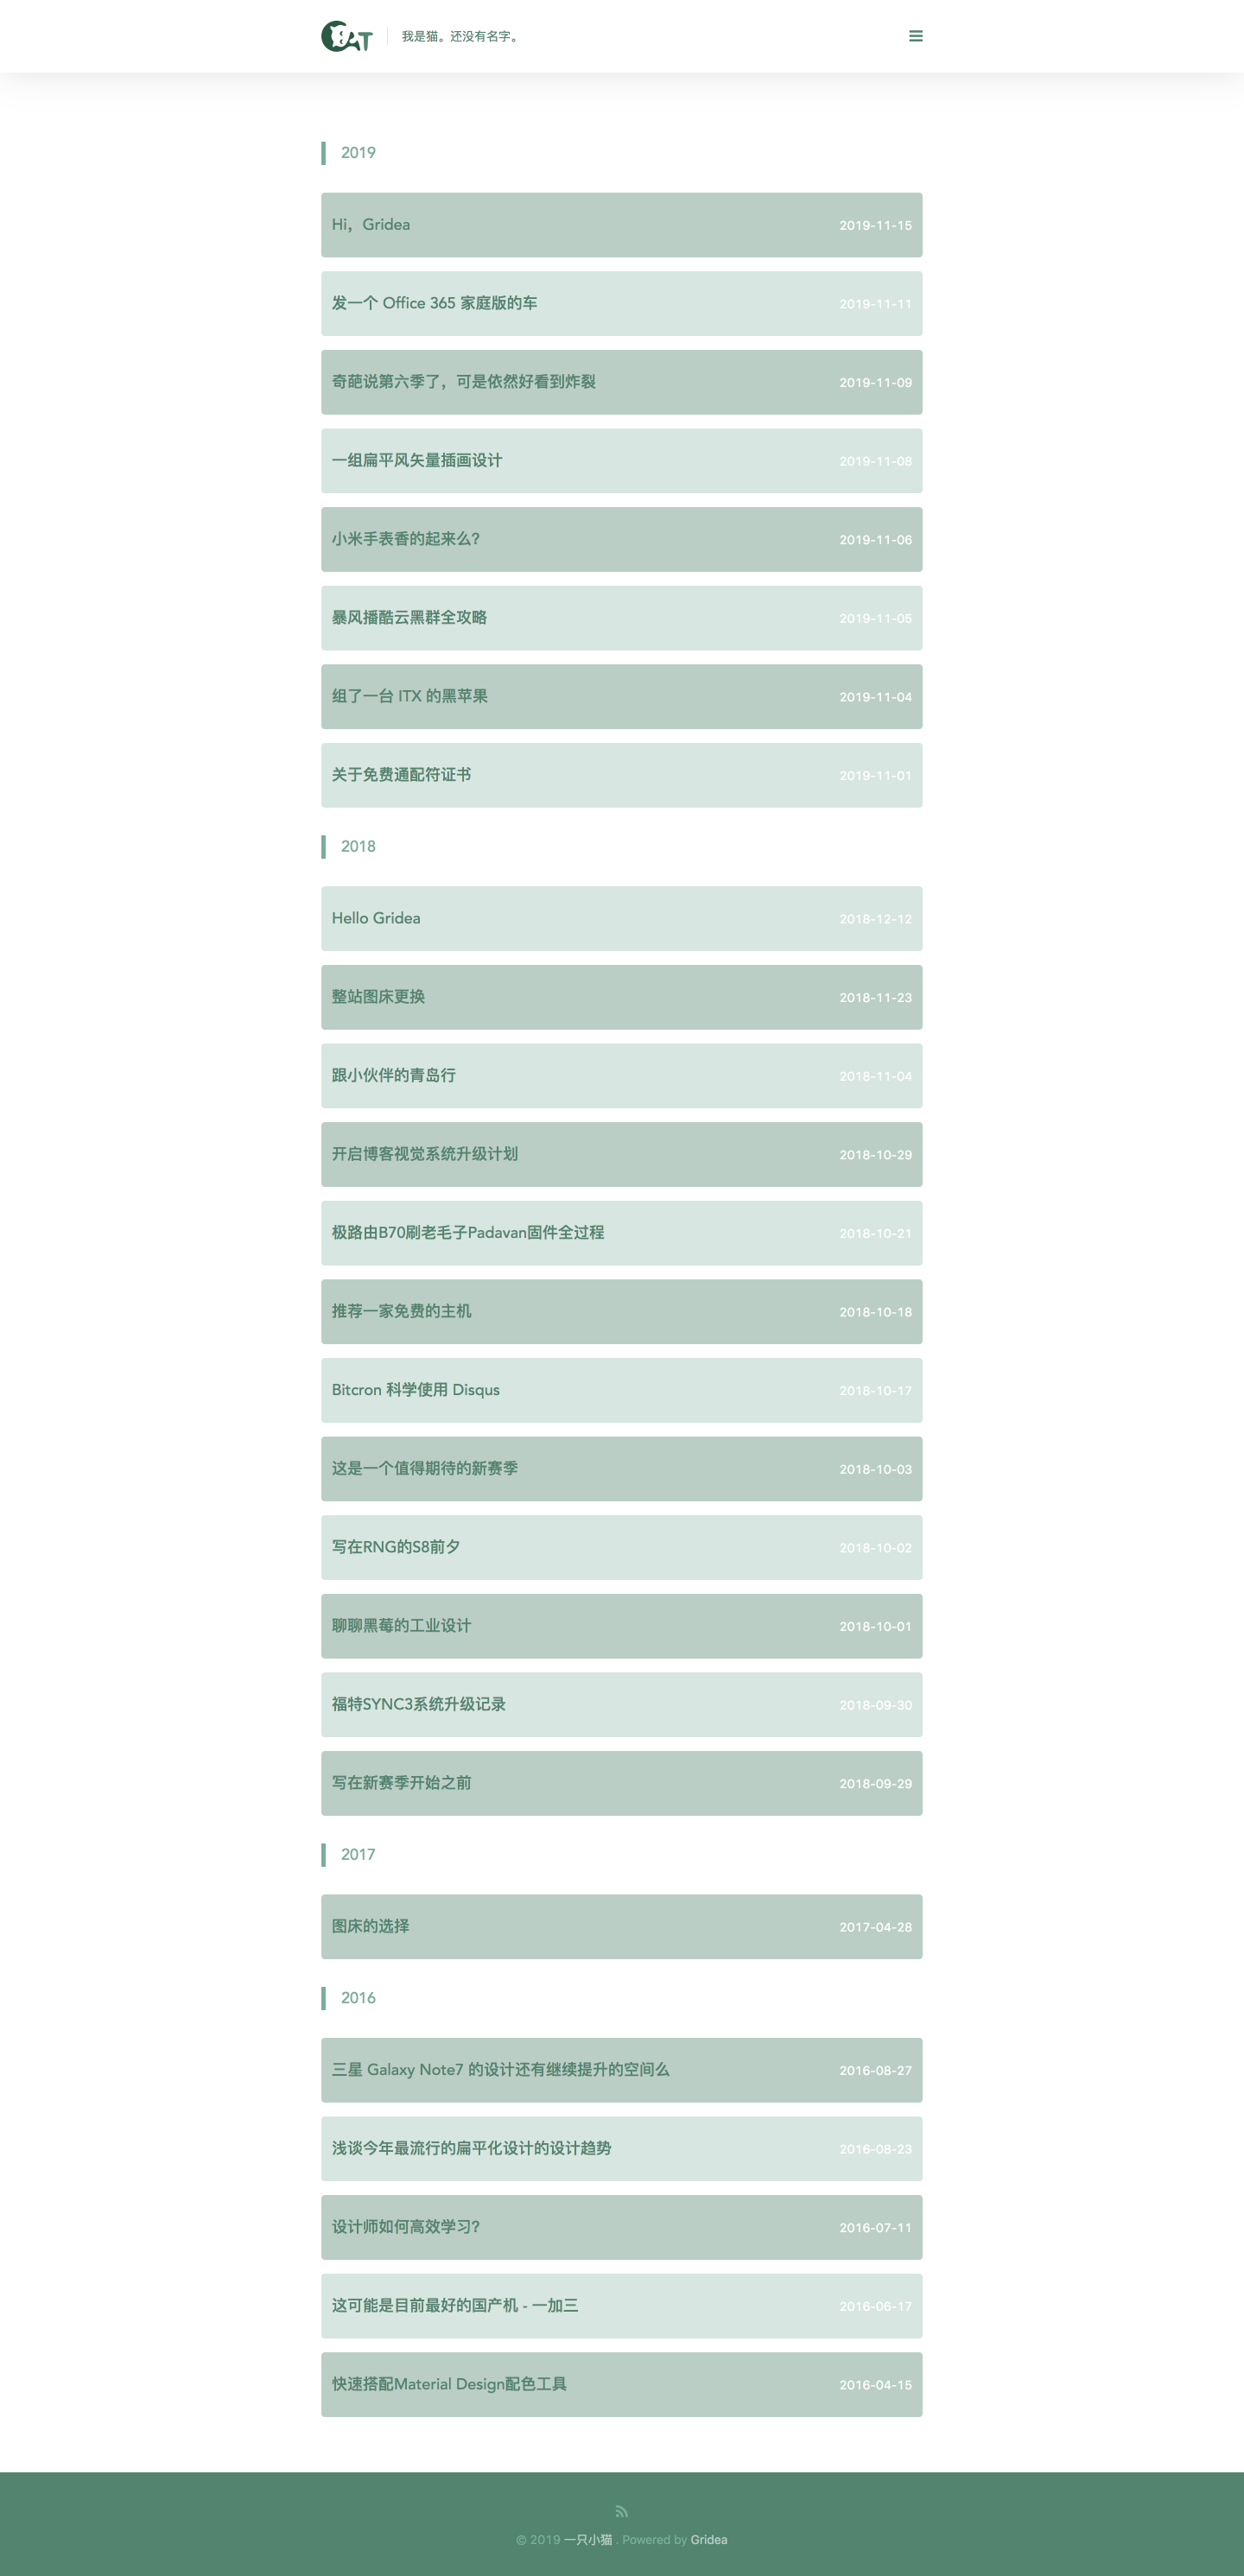 CAT
我是猫。还没有名字。
2019
Hi，Gridea
2019-11-15
发一个 Office 365 家庭版的车
2019-11-11
奇葩说第六季了，可是依然好看到炸裂
2019-11-09
一组扁平风矢量插画设计
2019-11-08
小米手表香的起来么？
2019-11-06
暴风播酷云黑群全攻略
2019-11-05
组了一台 ITX 的黑苹果
2019-11-04
关于免费通配符证书
2019-11-01
2018
Hello Gridea
2018-12-12
整站图床更换
2018-11-23
跟小伙伴的青岛行
2018-11-04
开启博客视觉系统升级计划
2018-10-29
极路由B70刷老毛子Padavan固件全过程
2018-10-21
推荐一家免费的主机
2018-10-18
Bitcron 科学使用 Disqus
2018-10-17
这是一个值得期待的新赛季
2018-10-03
写在RNG的S8前夕
2018-10-02
聊聊黑莓的工业设计
2018-10-01
福特SYNC3系统升级记录
2018-09-30
写在新赛季开始之前
2018-09-29
2017
图床的选择
2017-04-28
2016
三星 Galaxy Note7 的设计还有继续提升的空间么
2016-08-27
浅谈今年最流行的扁平化设计的设计趋势
2016-08-23
设计师如何高效学习？
2016-07-11
这可能是目前最好的国产机 - 一加三
2016-06-17
快速搭配Material Design配色工具
2016-04-15
© 2019 一只小猫 . Powered by Gridea